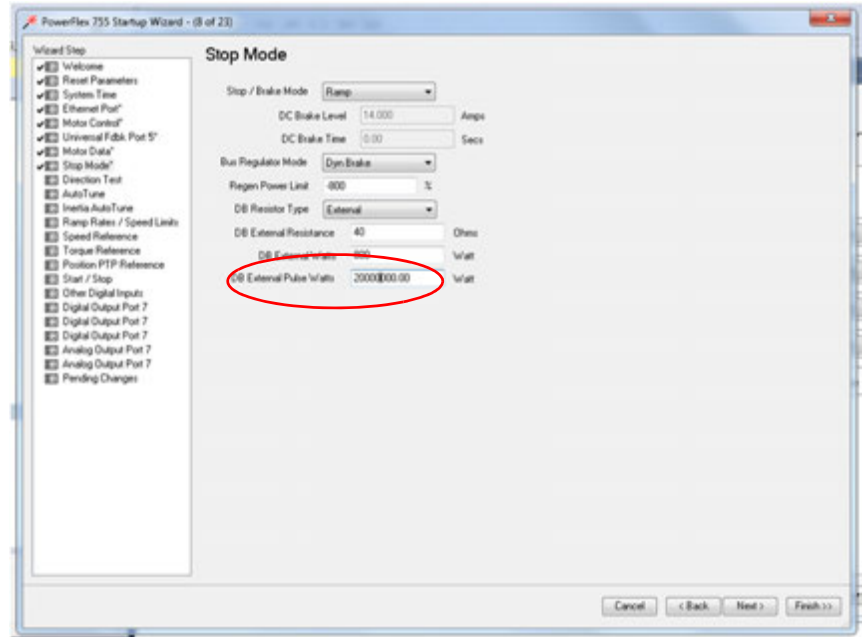 PowerFlex 755 Startup Wizard - (8 of 23)
Wizard Step
Welcome
Reset Parameters
System Time
Ethernet Port*
Motor Control*
Universal Fdbk Port 5*
Motor Data*
Stop Mode*
Direction Test
AutoTune
Inertia AutoTune
Ramp Rates / Speed Limits
Speed Reference
Torque Reference
Position PTP Reference
Start / Stop
Other Digital Inputs
Digital Output Port 7
Digital Output Port 7
Digital Output Port 7
Analog Output Port 7
Analog Output Port 7
Pending Changes
Stop Mode
Stop / Brake Mode Ramp
DC Brake Level 14.000 Amps
DC Brake Time 0.00 Secs
Bus Regulator Mode Dyn Brake
Regen Power Limit -800 %
DB Resistor Type External
DB External Resistance 40 Ohms
DB External Watts 800 Watt
DB External Pulse Watts 20000000.00 Watt
Cancel < Back Next > Finish >>